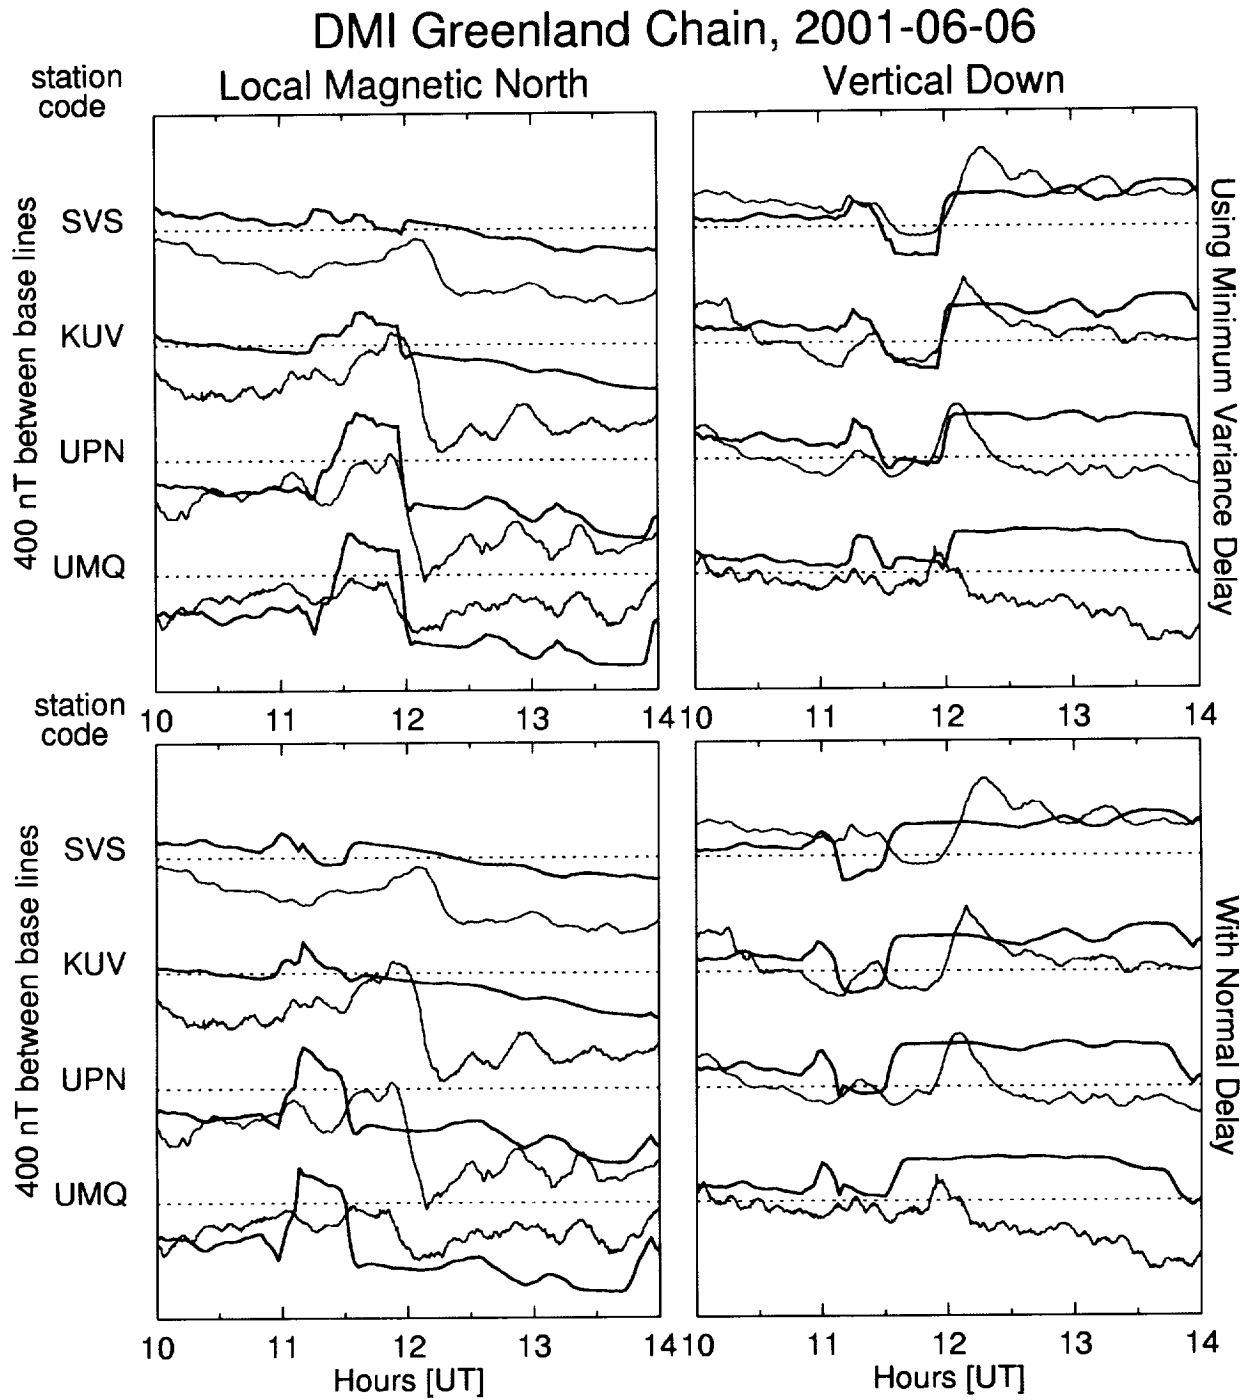 DMI Greenland Chain, 2001-06-06
station code
Local Magnetic North
Vertical Down
400 nT between base lines
SVS
KUV
UPN
UMQ
Using Minimum Variance Delay
station code
10 11 12 13 14
10 11 12 13 14
400 nT between base lines
SVS
KUV
UPN
UMQ
With Normal Delay
10 11 12 13 14
10 11 12 13 14
Hours [UT]
Hours [UT]